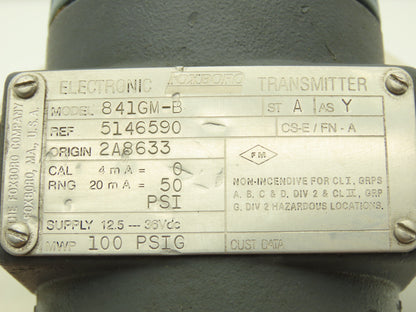 ELECTRONIC FOXBORO TRANSMITTER
MODEL 841GM-B ST A AS Y
REF 5146590 CS-E / FN - A
ORIGIN 2A8633
FM
CAL 4 mA = 0
RNG 20 mA = 50
PSI
NON-INCENDIVE FOR CL I, GRPS
A, B, C & D, DIV 2 & CL III, GRP
G, DIV 2 HAZARDOUS LOCATIONS.
SUPPLY 12.5 --- 36Vdc
MWP 100 PSIG CUST DATA
THE FOXBORO COMPANY
FOXBORO, MA., U.S.A.